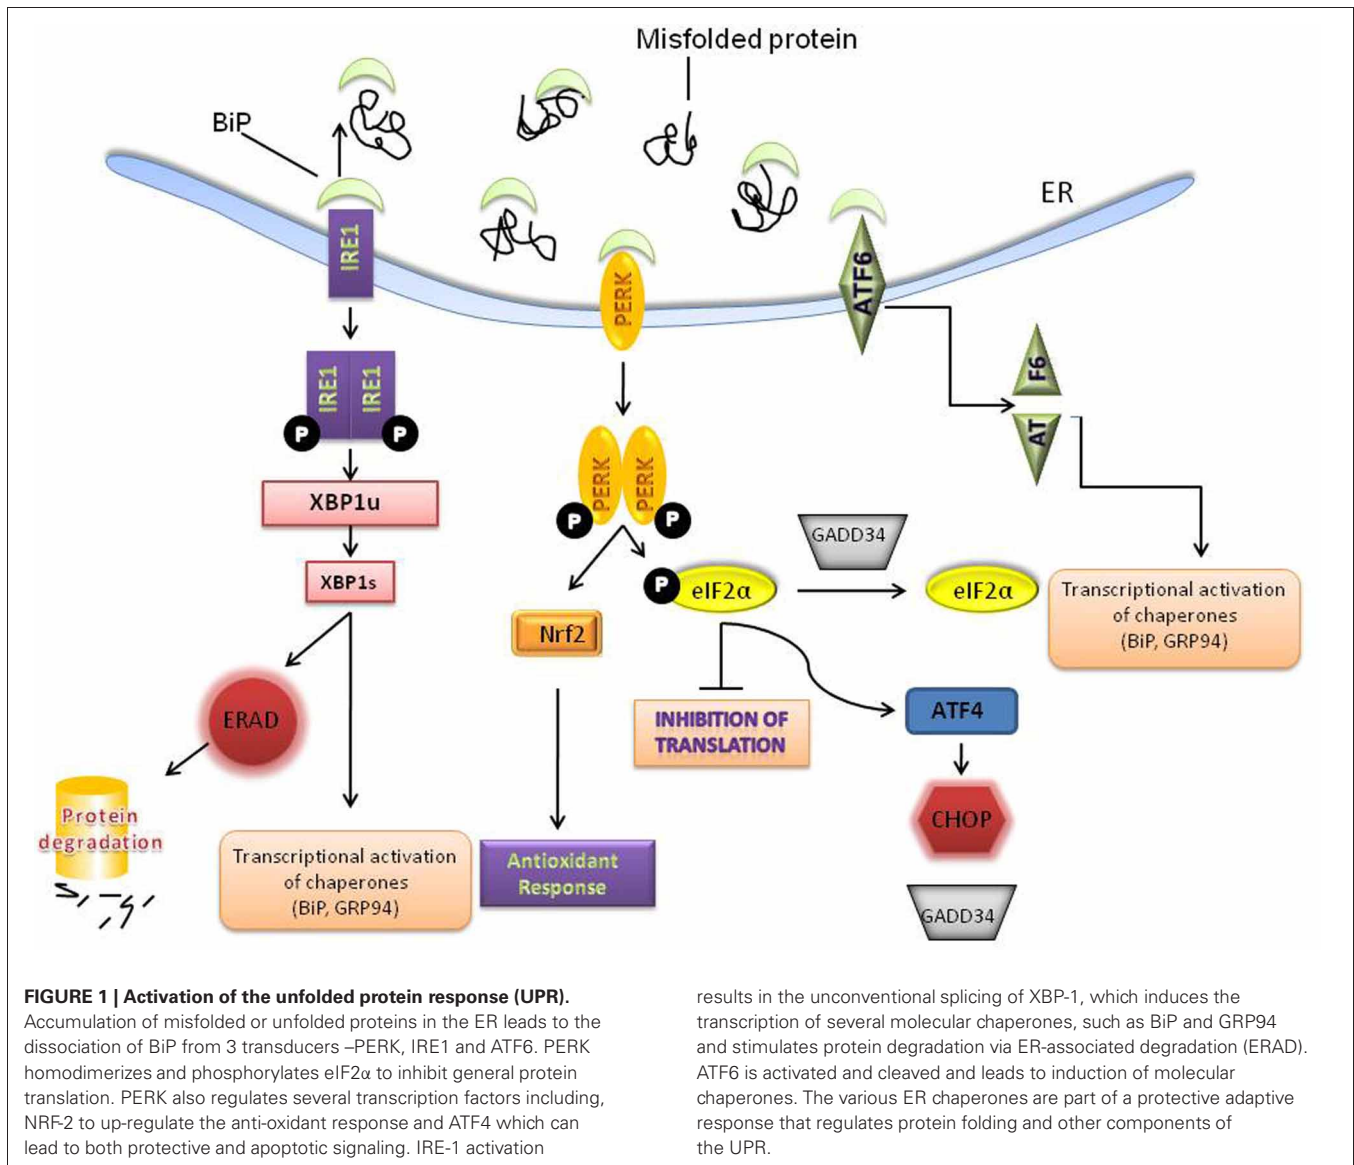 Misfolded protein
BiP
ER
IRE1
PERK
ATF6
IRE1 IRE1
P P
F6
AT
XBP1u
PERK PERK
P P
GADD34
XBP1s
P eIF2α
eIF2α
Transcriptional activation
of chaperones
(BiP, GRP94)
Nrf2
ERAD
INHIBITION OF
TRANSLATION
ATF4
Protein
degradation
CHOP
Transcriptional activation
of chaperones
(BiP, GRP94)
Antioxidant
Response
GADD34
FIGURE 1 | Activation of the unfolded protein response (UPR).
Accumulation of misfolded or unfolded proteins in the ER leads to the
dissociation of BiP from 3 transducers –PERK, IRE1 and ATF6. PERK
homodimerizes and phosphorylates eIF2α to inhibit general protein
translation. PERK also regulates several transcription factors including,
NRF-2 to up-regulate the anti-oxidant response and ATF4 which can
lead to both protective and apoptotic signaling. IRE-1 activation
results in the unconventional splicing of XBP-1, which induces the
transcription of several molecular chaperones, such as BiP and GRP94
and stimulates protein degradation via ER-associated degradation (ERAD).
ATF6 is activated and cleaved and leads to induction of molecular
chaperones. The various ER chaperones are part of a protective adaptive
response that regulates protein folding and other components of
the UPR.